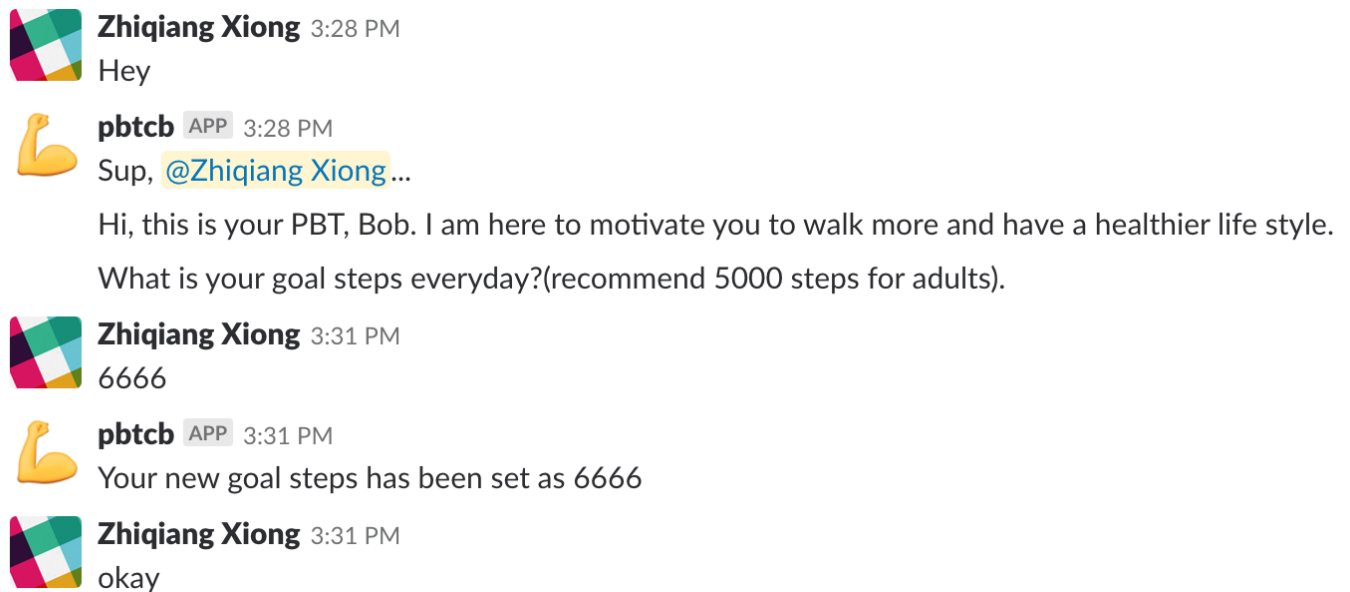 Zhiqiang Xiong 3:28 PM
Hey
pbtcb APP 3:28 PM
Sup, @Zhiqiang Xiong...
Hi, this is your PBT, Bob. I am here to motivate you to walk more and have a healthier life style.
What is your goal steps everyday?(recommend 5000 steps for adults).
Zhiqiang Xiong 3:31 PM
6666
pbtcb APP 3:31 PM
Your new goal steps has been set as 6666
Zhiqiang Xiong 3:31 PM
okay